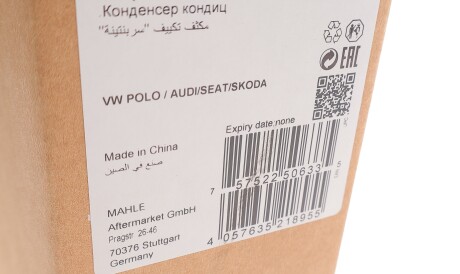 Конденсер кондиц
مكثف تكييف "سربنتينة"
EAC
VW POLO / AUDI/SEAT/SKODA
Expiry date:none
Made in China
صنع في الصين
7 57522 50633 5
MAHLE
Aftermarket GmbH
Pragstr. 26-46
70376 Stuttgart
Germany
4 057635 218955